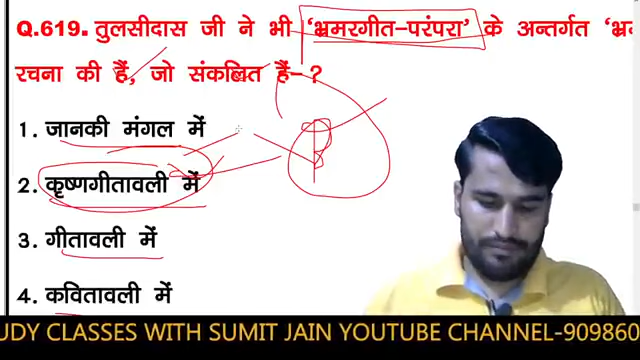 Q.619. तुलसीदास जी ने भी 'भ्रमरगीत-परंपरा' के अन्तर्गत
रचना की हैं, जो संकलित हैं- ?
1. जानकी मंगल में
2. कृष्णगीतावली में
3. गीतावली में
4. कवितावली में
UDY CLASSES WITH SUMIT JAIN YOUTUBE CHANNEL-909860